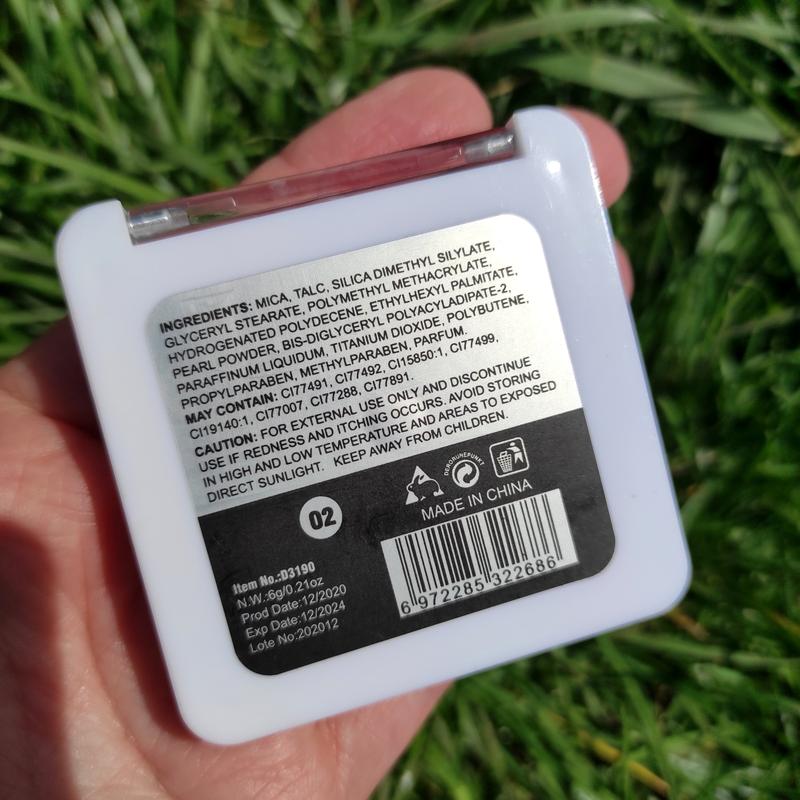 INGREDIENTS: MICA, TALC, SILICA DIMETHYL SILYLATE,
GLYCERYL STEARATE, POLYMETHYL METHACRYLATE,
HYDROGENATED POLYDECENE, ETHYLHEXYL PALMITATE,
PEARL POWDER, BIS-DIGLYCERYL POLYACYLADIPATE-2,
PARAFFINUM LIQUIDUM, TITANIUM DIOXIDE, POLYBUTENE,
PROPYLPARABEN, METHYLPARABEN, PARFUM.
MAY CONTAIN: CI77491, CI77492, CI15850:1, CI77499,
CI19140:1, CI77007, CI77288, CI77891.
CAUTION: FOR EXTERNAL USE ONLY AND DISCONTINUE
USE IF REDNESS AND ITCHING OCCURS. AVOID STORING
IN HIGH AND LOW TEMPERATURE AND AREAS TO EXPOSED
DIRECT SUNLIGHT. KEEP AWAY FROM CHILDREN.
02
MADE IN CHINA
Item No.:D3190
N.W.:6g/0.21oz
Prod Date:12/2020
Exp Date:12/2024
Lote No:202012
6 972285 322686